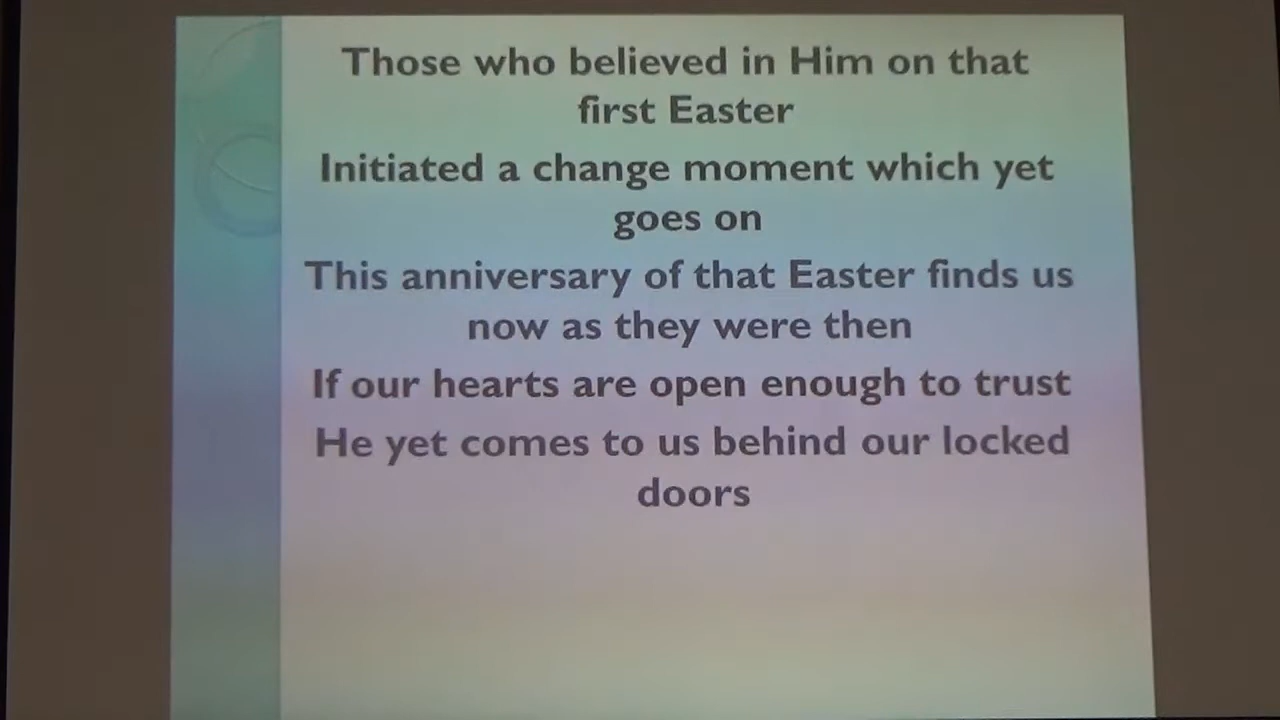 Those who believed in Him on that
first Easter
Initiated a change moment which yet
goes on
This anniversary of that Easter finds us
now as they were then
If our hearts are open enough to trust
He yet comes to us behind our locked
doors